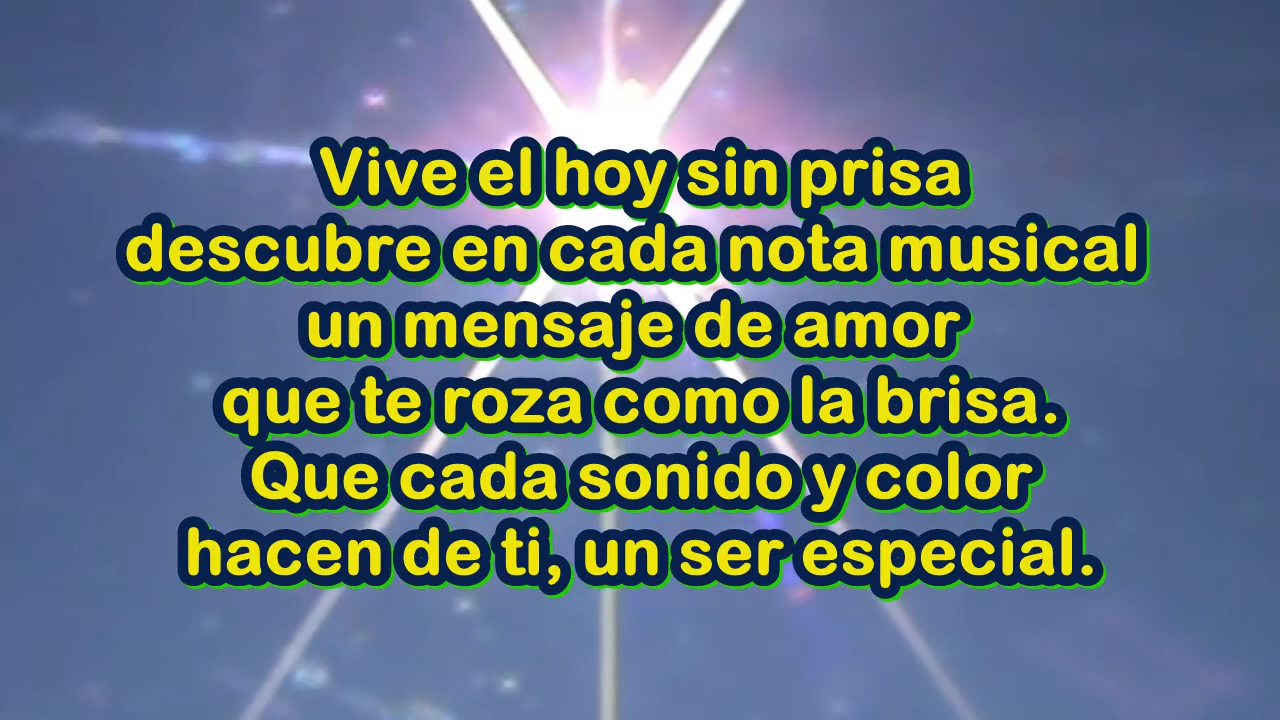 Vive el hoy sin prisa
descubre en cada nota musical
un mensaje de amor
que te roza como la brisa.
Que cada sonido y color
hacen de ti, un ser especial.